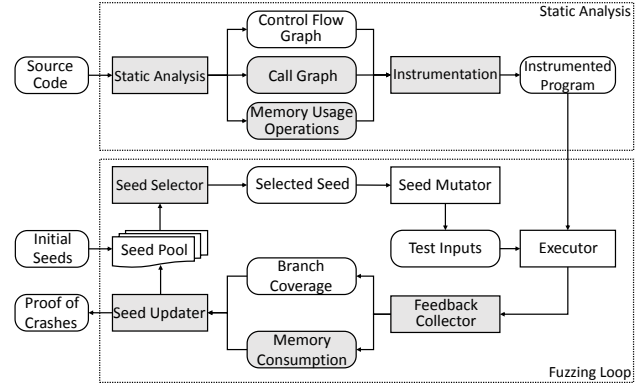 Static Analysis
Control Flow
Graph
Source
Code
Static Analysis
Call Graph
Instrumentation
Instrumented
Program
Memory Usage
Operations
Seed Selector
Selected Seed
Seed Mutator
Initial
Seeds
Seed Pool
Test Inputs
Executor
Branch
Coverage
Proof of
Crashes
Seed Updater
Feedback
Collector
Memory
Consumption
Fuzzing Loop